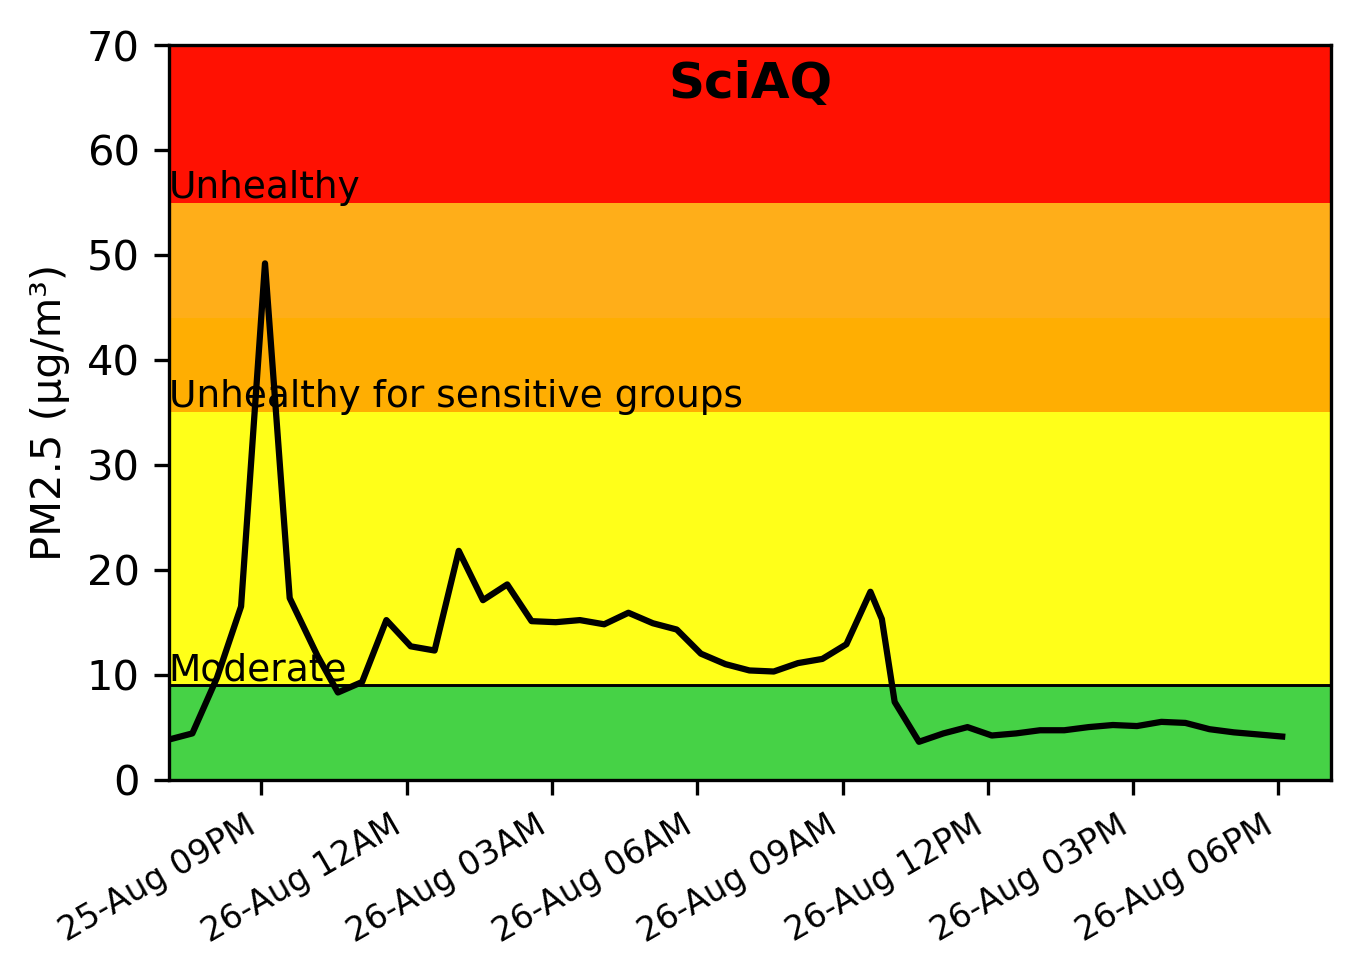 SciAQ
PM2.5 (µg/m³)
70
60
50
40
30
20
10
0
Unhealthy
Unhealthy for sensitive groups
Moderate
25-Aug 09PM
26-Aug 12AM
26-Aug 03AM
26-Aug 06AM
26-Aug 09AM
26-Aug 12PM
26-Aug 03PM
26-Aug 06PM